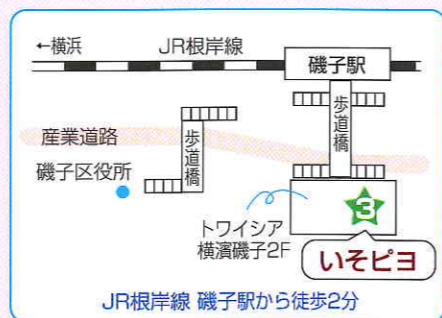 ←横浜
JR根岸線
磯子駅
歩道橋
歩道橋
産業道路
磯子区役所
トワイシア
横濱磯子2F
3
いそピヨ
JR根岸線 磯子駅から徒歩2分